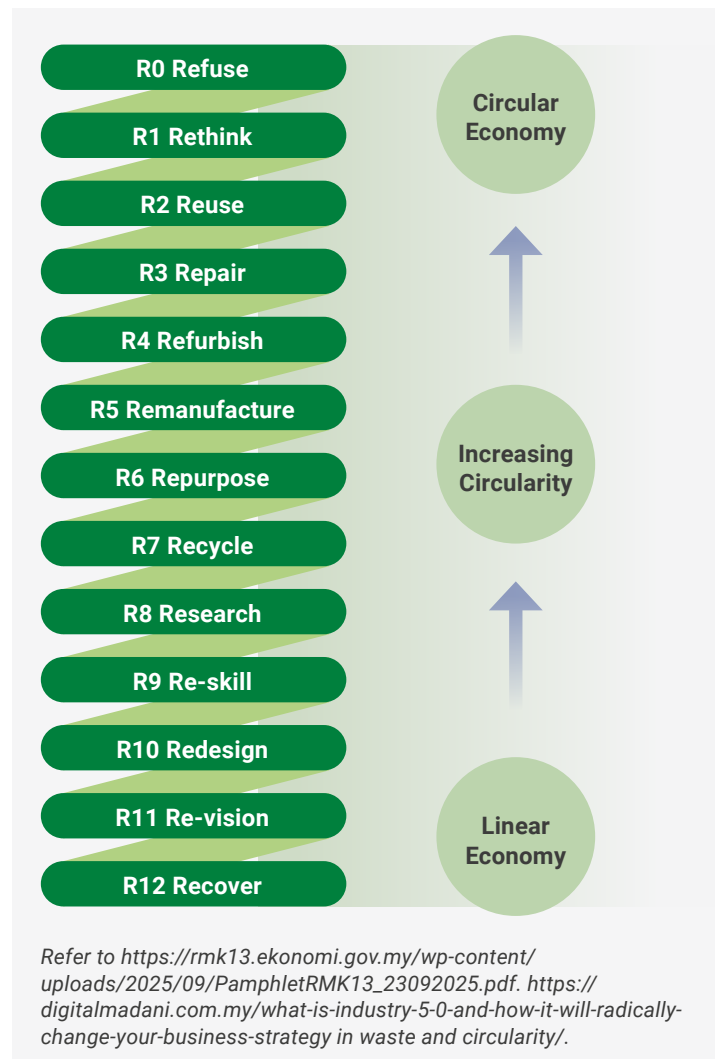 R0 Refuse
R1 Rethink
R2 Reuse
R3 Repair
R4 Refurbish
R5 Remanufacture
R6 Repurpose
R7 Recycle
R8 Research
R9 Re-skill
R10 Redesign
R11 Re-vision
R12 Recover
Circular
Economy
Increasing
Circularity
Linear
Economy
Refer to https://rmk13.ekonomi.gov.my/wp-content/
uploads/2025/09/PamphletRMK13_23092025.pdf. https://
digitalmadani.com.my/what-is-industry-5-0-and-how-it-will-radically-
change-your-business-strategy in waste and circularity/.